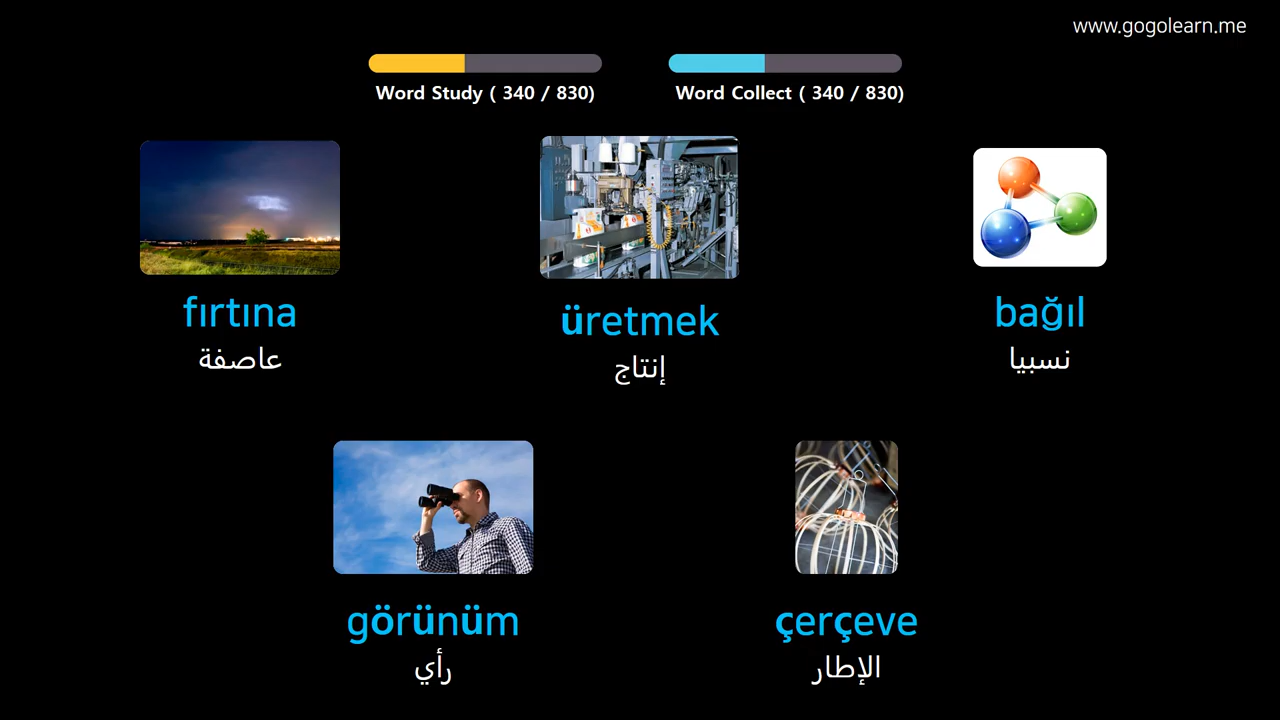 www.gogolearn.me
Word Study ( 340 / 830)
Word Collect ( 340 / 830)
fırtına
عاصفة
üretmek
إنتاج
bağıl
نسبيا
görünüm
رأي
çerçeve
الإطار